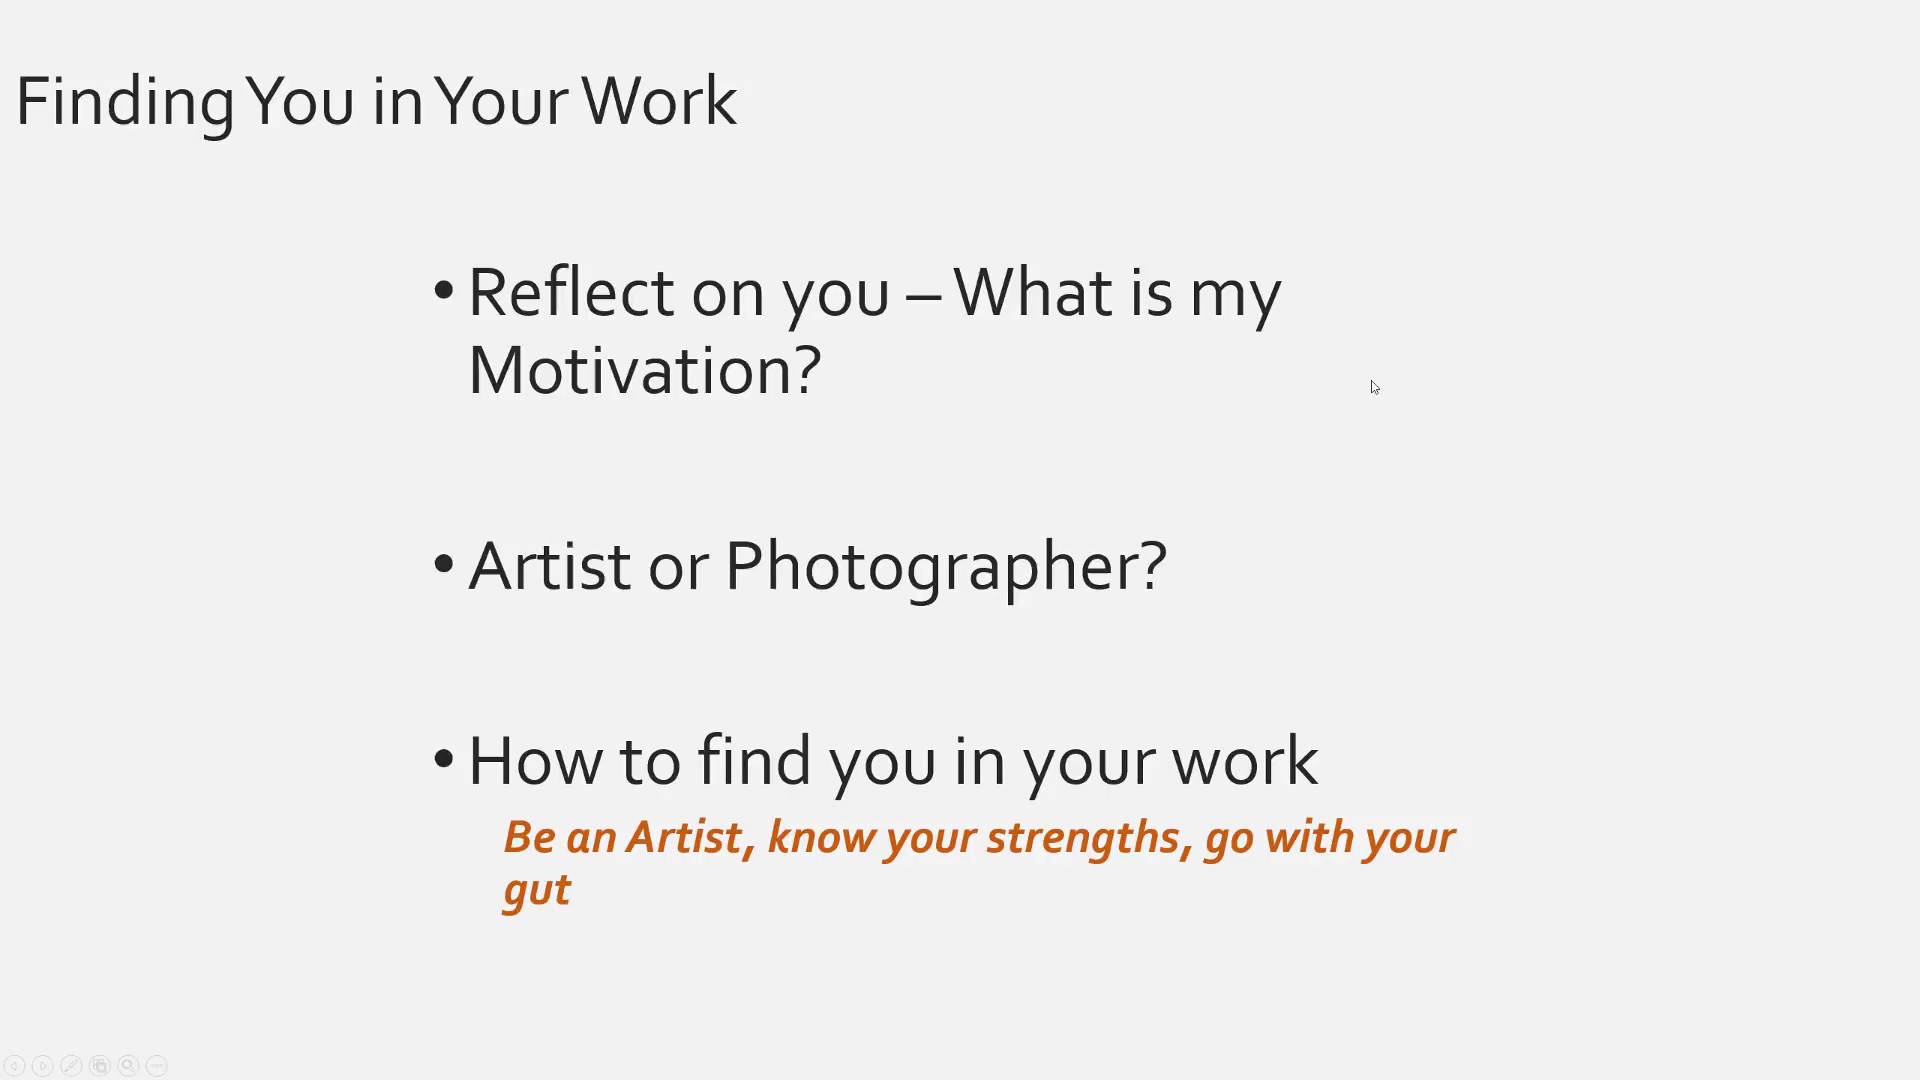 Finding You in Your Work
• Reflect on you – What is my
Motivation?
• Artist or Photographer?
• How to find you in your work
Be an Artist, know your strengths, go with your
gut